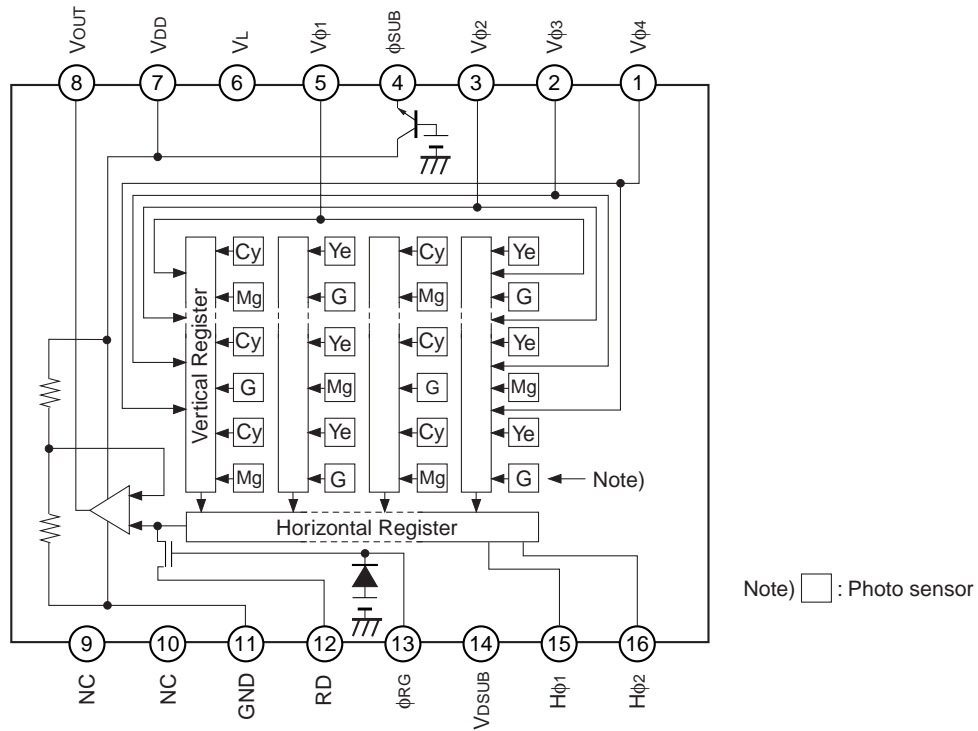 VOUT VDD VL Vφ1 φSUB Vφ2 Vφ3 Vφ4
8 7 6 5 4 3 2 1
Cy Ye Cy Ye
Mg G Mg G
Cy Ye Cy Ye
G Mg G Mg
Cy Ye Cy Ye
Mg G Mg G
Vertical Register
Note)
Horizontal Register
Note) : Photo sensor
9 10 11 12 13 14 15 16
NC NC GND RD φRG VDSUB Hφ1 Hφ2